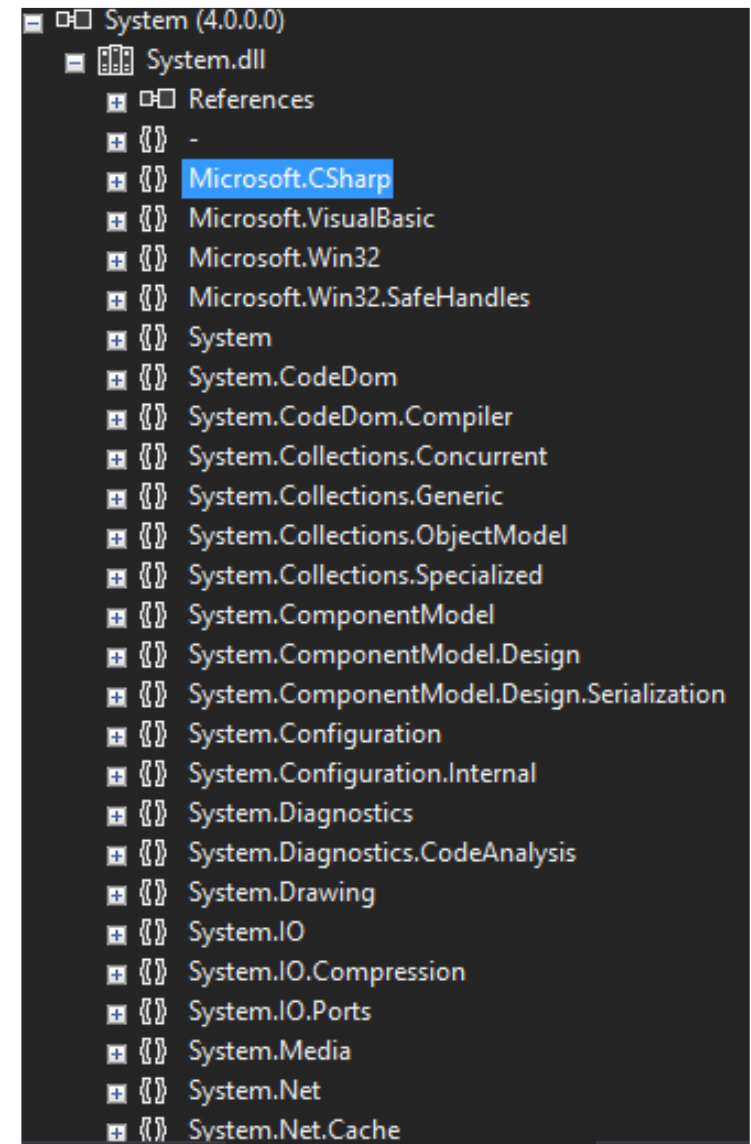 System (4.0.0.0)
System.dll
References
-
Microsoft.CSharp
Microsoft.VisualBasic
Microsoft.Win32
Microsoft.Win32.SafeHandles
System
System.CodeDom
System.CodeDom.Compiler
System.Collections.Concurrent
System.Collections.Generic
System.Collections.ObjectModel
System.Collections.Specialized
System.ComponentModel
System.ComponentModel.Design
System.ComponentModel.Design.Serialization
System.Configuration
System.Configuration.Internal
System.Diagnostics
System.Diagnostics.CodeAnalysis
System.Drawing
System.IO
System.IO.Compression
System.IO.Ports
System.Media
System.Net
System.Net.Cache